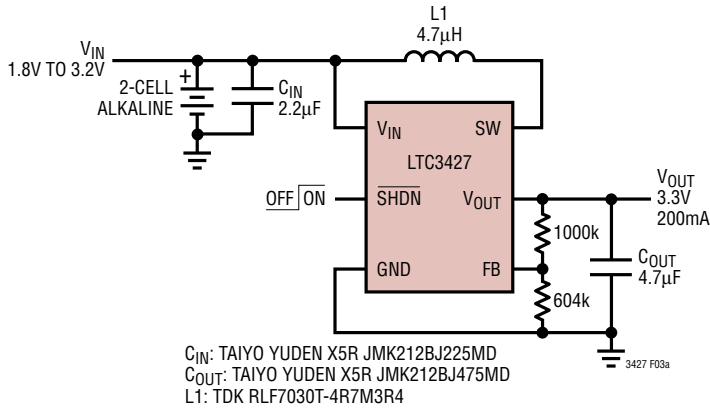 L1
4.7µH
VIN
1.8V TO 3.2V
2-CELL
ALKALINE
+
CIN
2.2µF
VIN
SW
LTC3427
OFF ON
SHDN
VOUT
VOUT
3.3V
200mA
1000k
GND
FB
COUT
4.7µF
604k
3427 F03a
CIN: TAIYO YUDEN X5R JMK212BJ225MD
COUT: TAIYO YUDEN X5R JMK212BJ475MD
L1: TDK RLF7030T-4R7M3R4